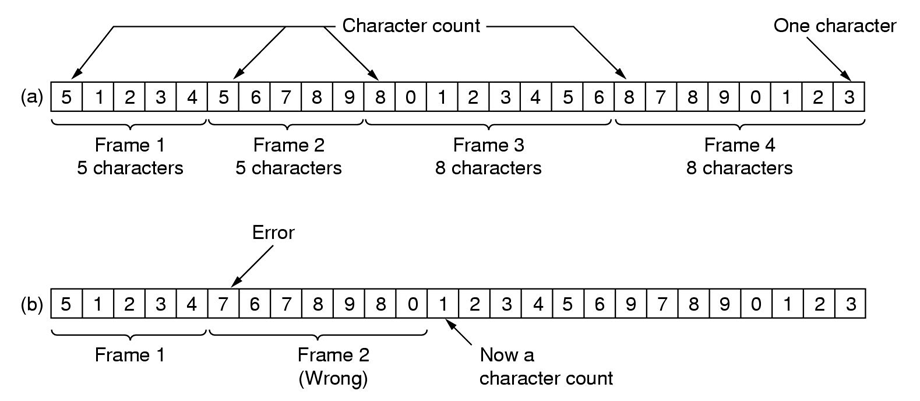 Character count One character
(a) 5 1 2 3 4 5 6 7 8 9 8 0 1 2 3 4 5 6 8 7 8 9 0 1 2 3
Frame 1 Frame 2 Frame 3 Frame 4
5 characters 5 characters 8 characters 8 characters
Error
(b) 5 1 2 3 4 7 6 7 8 9 8 0 1 2 3 4 5 6 9 7 8 9 0 1 2 3
Frame 1 Frame 2 Now a
(Wrong) character count